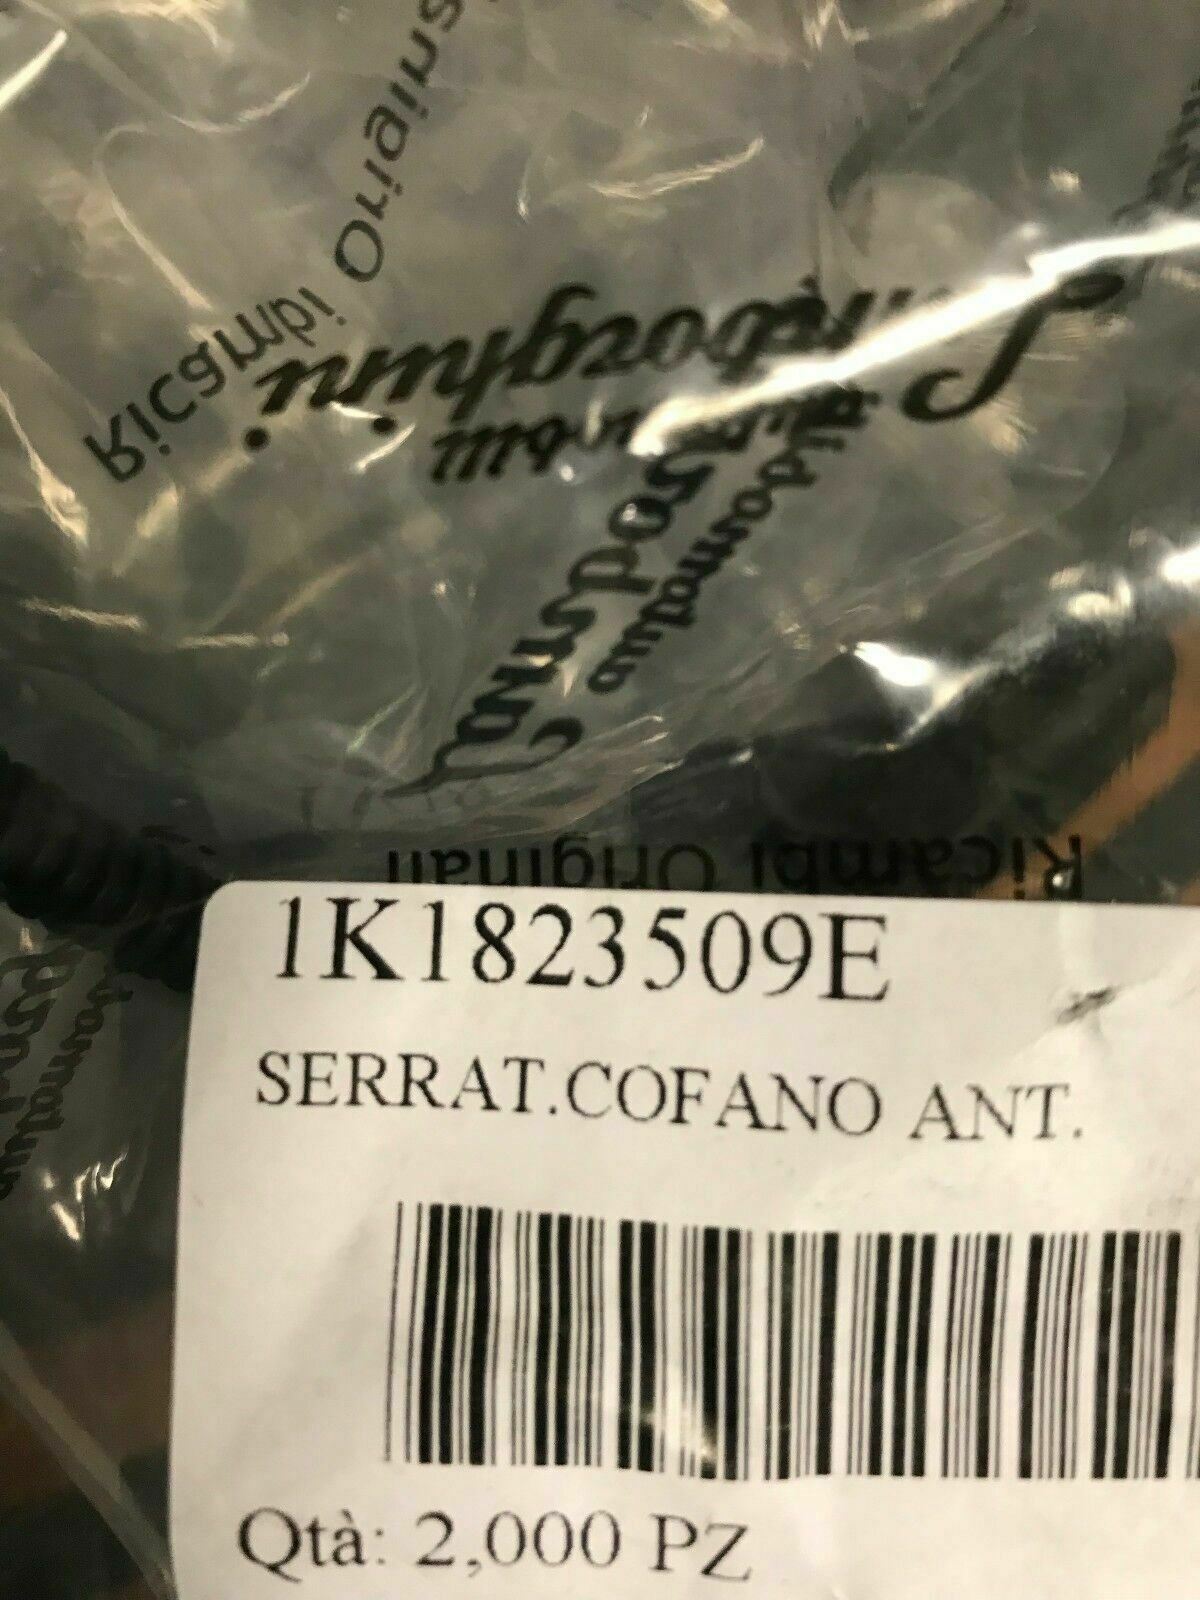 Ricambi Originali
Lamborghini
Ricambi Originali
1K1823509E
SERRAT.COFANO ANT.
Qtà: 2,000 PZ